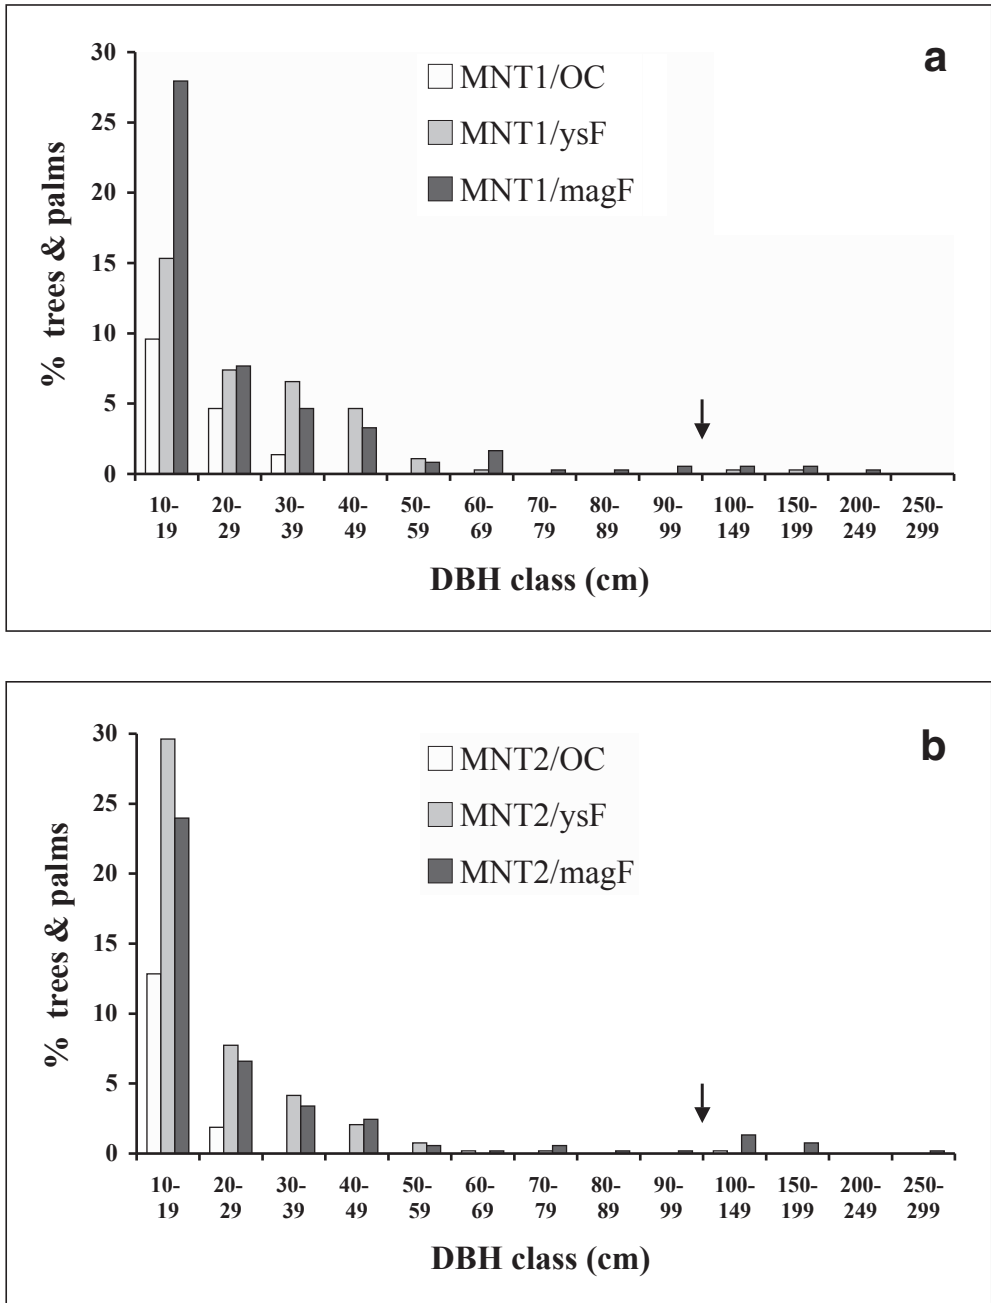 a
30
25
20
15
10
5
0
% trees & palms
MNT1/OC
MNT1/ysF
MNT1/magF
10- 20- 30- 40- 50- 60- 70- 80- 90- 100- 150- 200- 250-
19 29 39 49 59 69 79 89 99 149 199 249 299
DBH class (cm)
b
30
25
20
15
10
5
0
% trees & palms
MNT2/OC
MNT2/ysF
MNT2/magF
10- 20- 30- 40- 50- 60- 70- 80- 90- 100- 150- 200- 250-
19 29 39 49 59 69 79 89 99 149 199 249 299
DBH class (cm)